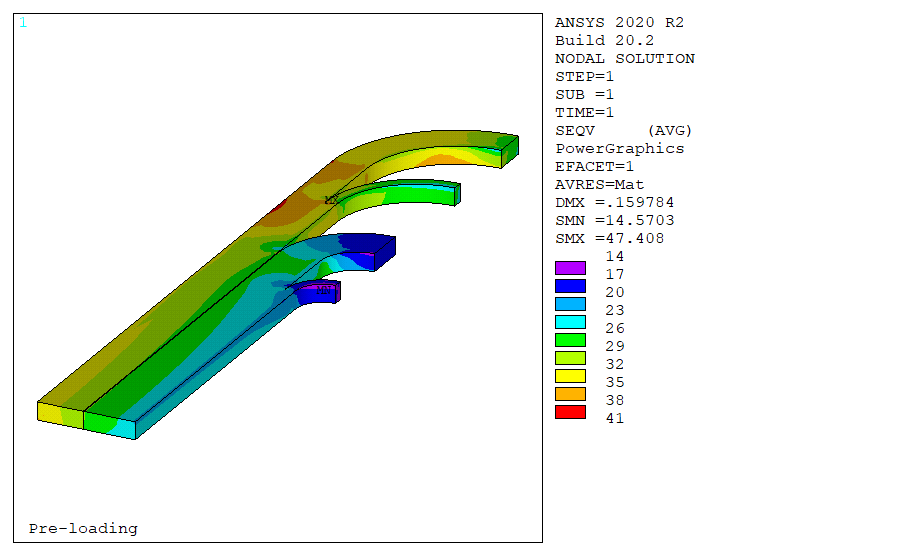 1
ANSYS 2020 R2
Build 20.2
NODAL SOLUTION
STEP=1
SUB =1
TIME=1
SEQV (AVG)
PowerGraphics
EFACET=1
AVRES=Mat
DMX =.159784
SMN =14.5703
SMX =47.408
14
17
20
23
26
29
32
35
38
41
MX
Pre-loading